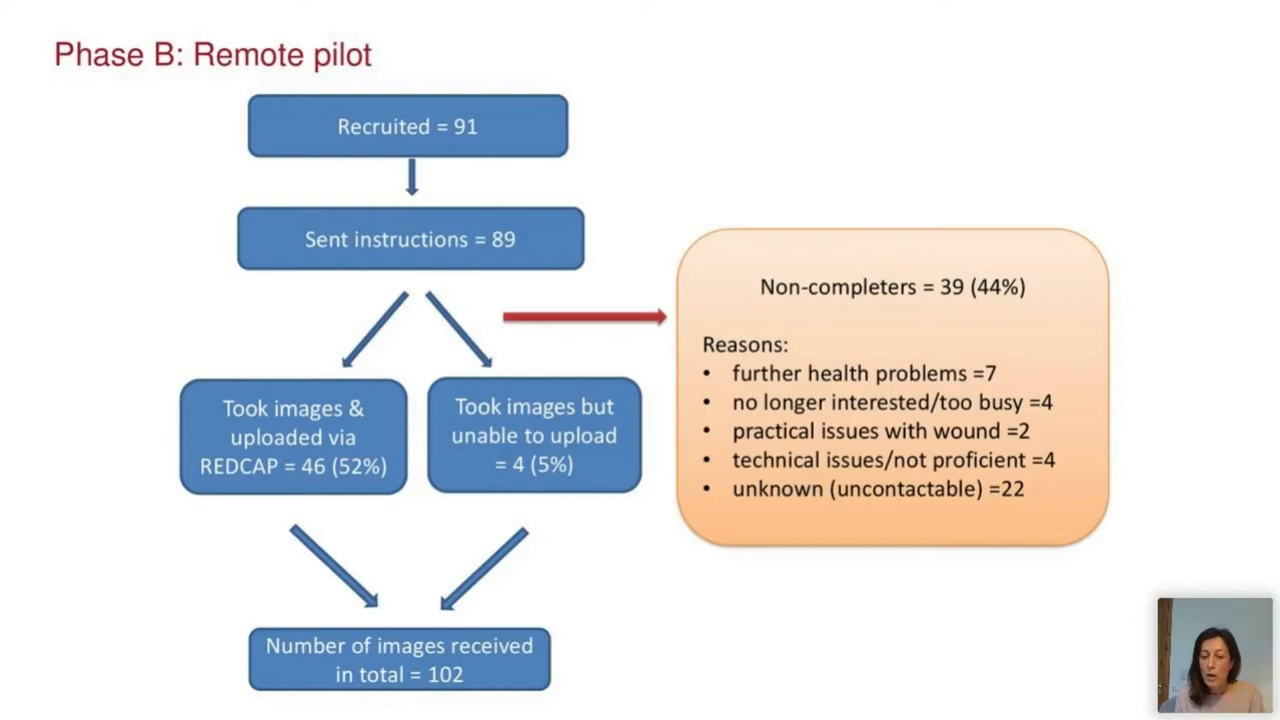 Phase B: Remote pilot
Recruited = 91
Sent instructions = 89
Took images &
uploaded via
REDCAP = 46 (52%)
Took images but
unable to upload
= 4 (5%)
Number of images received
in total = 102
Non-completers = 39 (44%)
Reasons:
• further health problems =7
• no longer interested/too busy =4
• practical issues with wound =2
• technical issues/not proficient =4
• unknown (uncontactable) =22